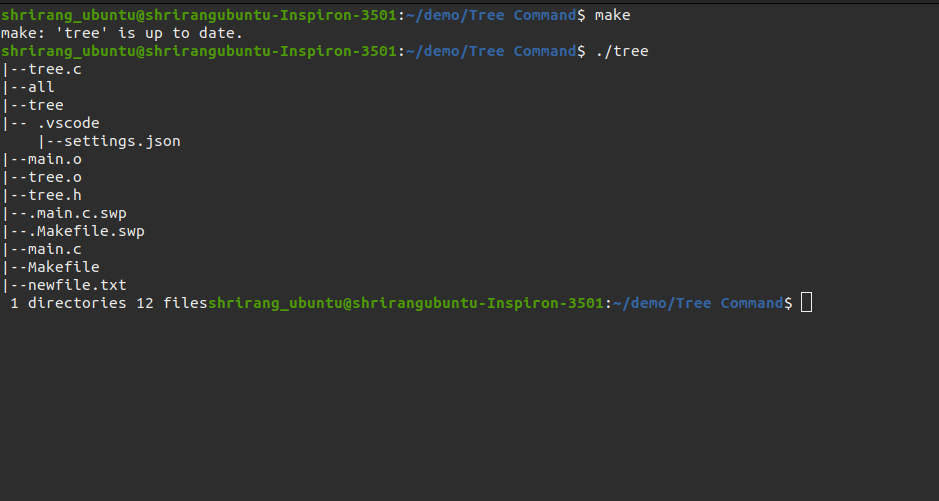 shrirang_ubuntu@shrirangubuntu-Inspiron-3501:~/demo/Tree Command$ make
make: 'tree' is up to date.
shrirang_ubuntu@shrirangubuntu-Inspiron-3501:~/demo/Tree Command$ ./tree
|--tree.c
|--all
|--tree
|-- .vscode
    |--settings.json
|--main.o
|--tree.o
|--tree.h
|--.main.c.swp
|--.Makefile.swp
|--main.c
|--Makefile
|--newfile.txt
 1 directories 12 filesshrirang_ubuntu@shrirangubuntu-Inspiron-3501:~/demo/Tree Command$